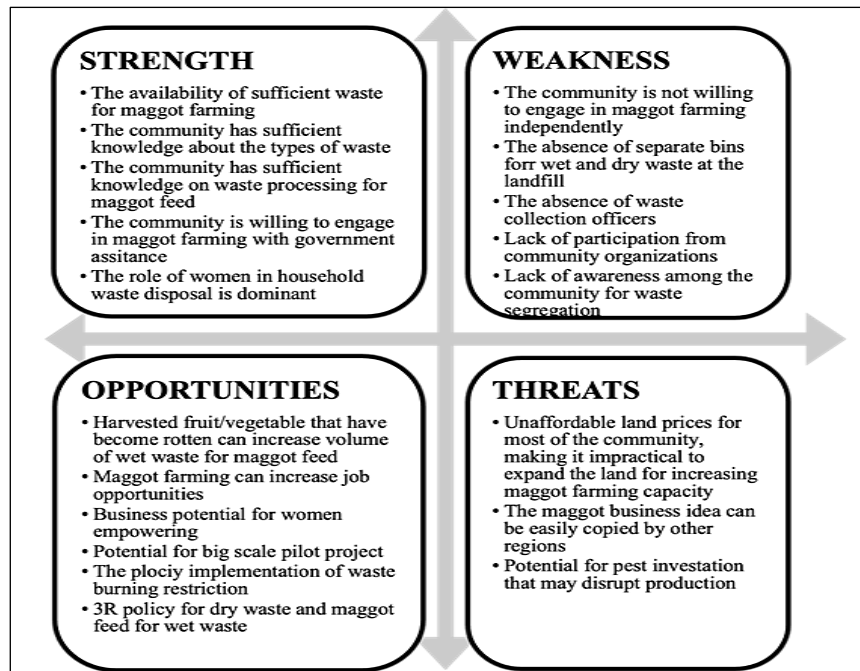 STRENGTH
• The availability of sufficient waste
for maggot farming
• The community has sufficient
knowledge about the types of waste
• The community has sufficient
knowledge on waste processing for
maggot feed
• The community is willing to engage
in maggot farming with government
assitance
• The role of women in household
waste disposal is dominant
WEAKNESS
• The community is not willing
to engage in maggot farming
independently
• The absence of separate bins
forr wet and dry waste at the
landfill
• The absence of waste
collection officers
• Lack of participation from
community organizations
• Lack of awareness among the
community for waste
segregation
OPPORTUNITIES
• Harvested fruit/vegetable that have
become rotten can increase volume
of wet waste for maggot feed
• Maggot farming can increase job
opportunities
• Business potential for women
empowering
• Potential for big scale pilot project
• The plociy implementation of waste
burning restriction
• 3R policy for dry waste and maggot
feed for wet waste
THREATS
• Unaffordable land prices for
most of the community,
making it impractical to
expand the land for increasing
maggot farming capacity
• The maggot business idea can
be easily copied by other
regions
• Potential for pest investation
that may disrupt production